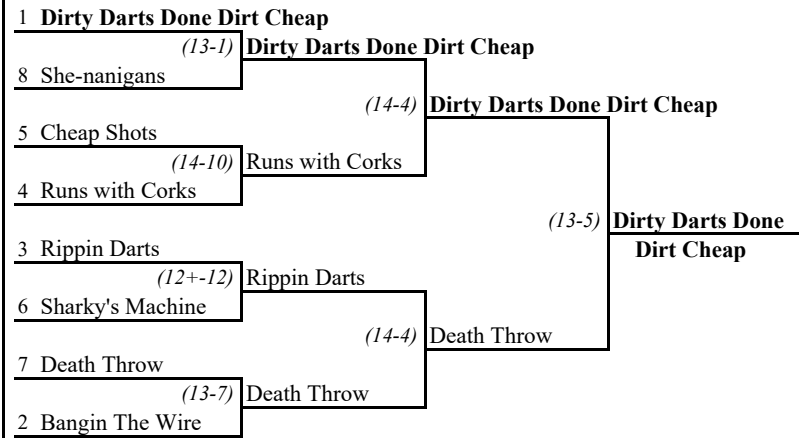 1 Dirty Darts Done Dirt Cheap
(13-1) Dirty Darts Done Dirt Cheap
8 She-nanigans
(14-4) Dirty Darts Done Dirt Cheap
5 Cheap Shots
(14-10) Runs with Corks
4 Runs with Corks
(13-5) Dirty Darts Done
Dirt Cheap
3 Rippin Darts
(12+-12) Rippin Darts
6 Sharky's Machine
(14-4) Death Throw
7 Death Throw
(13-7) Death Throw
2 Bangin The Wire